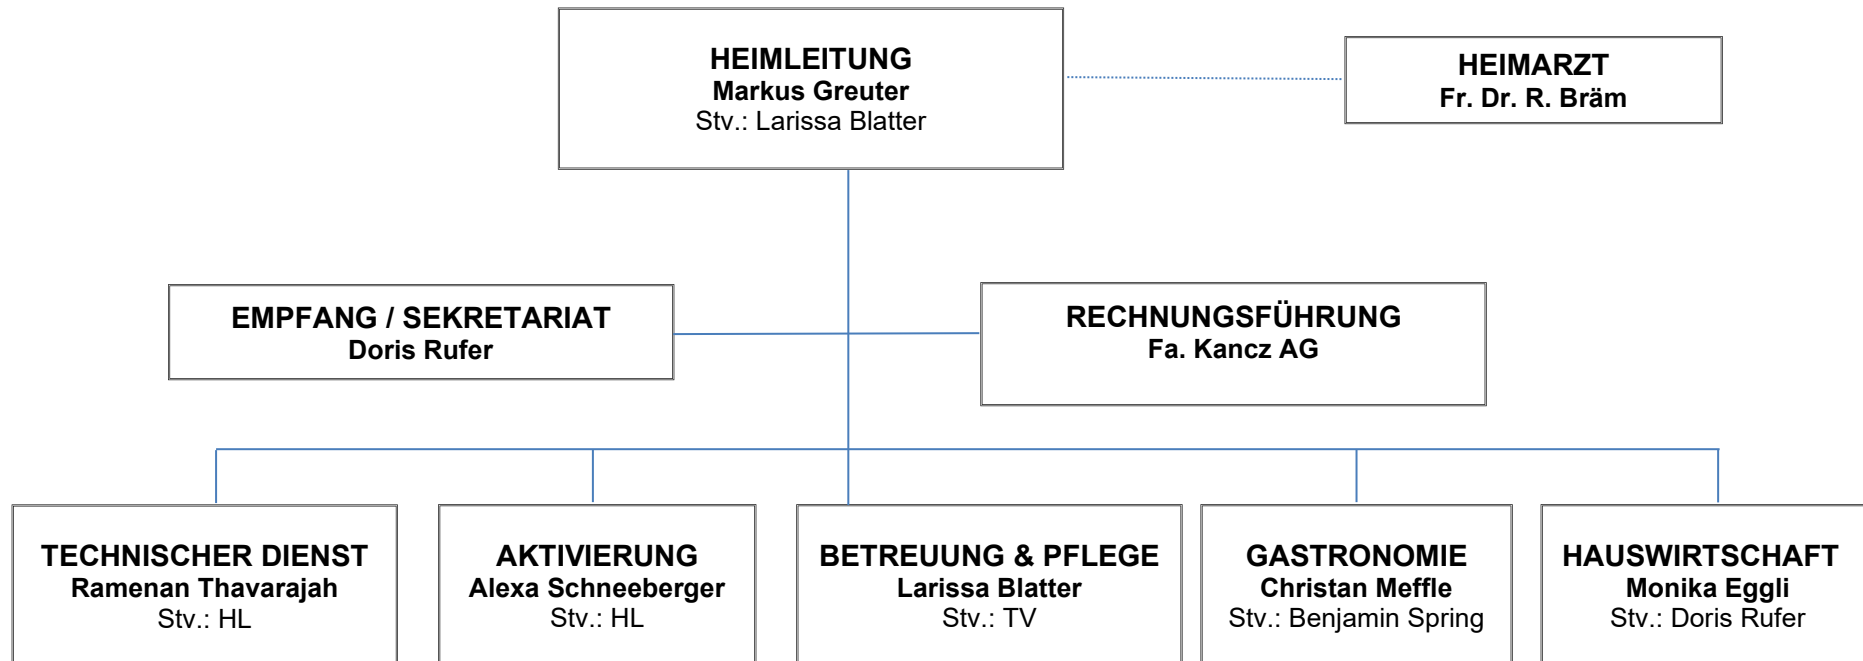 HEIMLEITUNG
Markus Greuter
Stv.: Larissa Blatter
HEIMARZT
Fr. Dr. R. Bräm
EMPFANG / SEKRETARIAT
Doris Rufer
RECHNUNGSFÜHRUNG
Fa. Kancz AG
TECHNISCHER DIENST
Ramenan Thavarajah
Stv.: HL
AKTIVIERUNG
Alexa Schneeberger
Stv.: HL
BETREUUNG & PFLEGE
Larissa Blatter
Stv.: TV
GASTRONOMIE
Christan Meffle
Stv.: Benjamin Spring
HAUSWIRTSCHAFT
Monika Eggli
Stv.: Doris Rufer